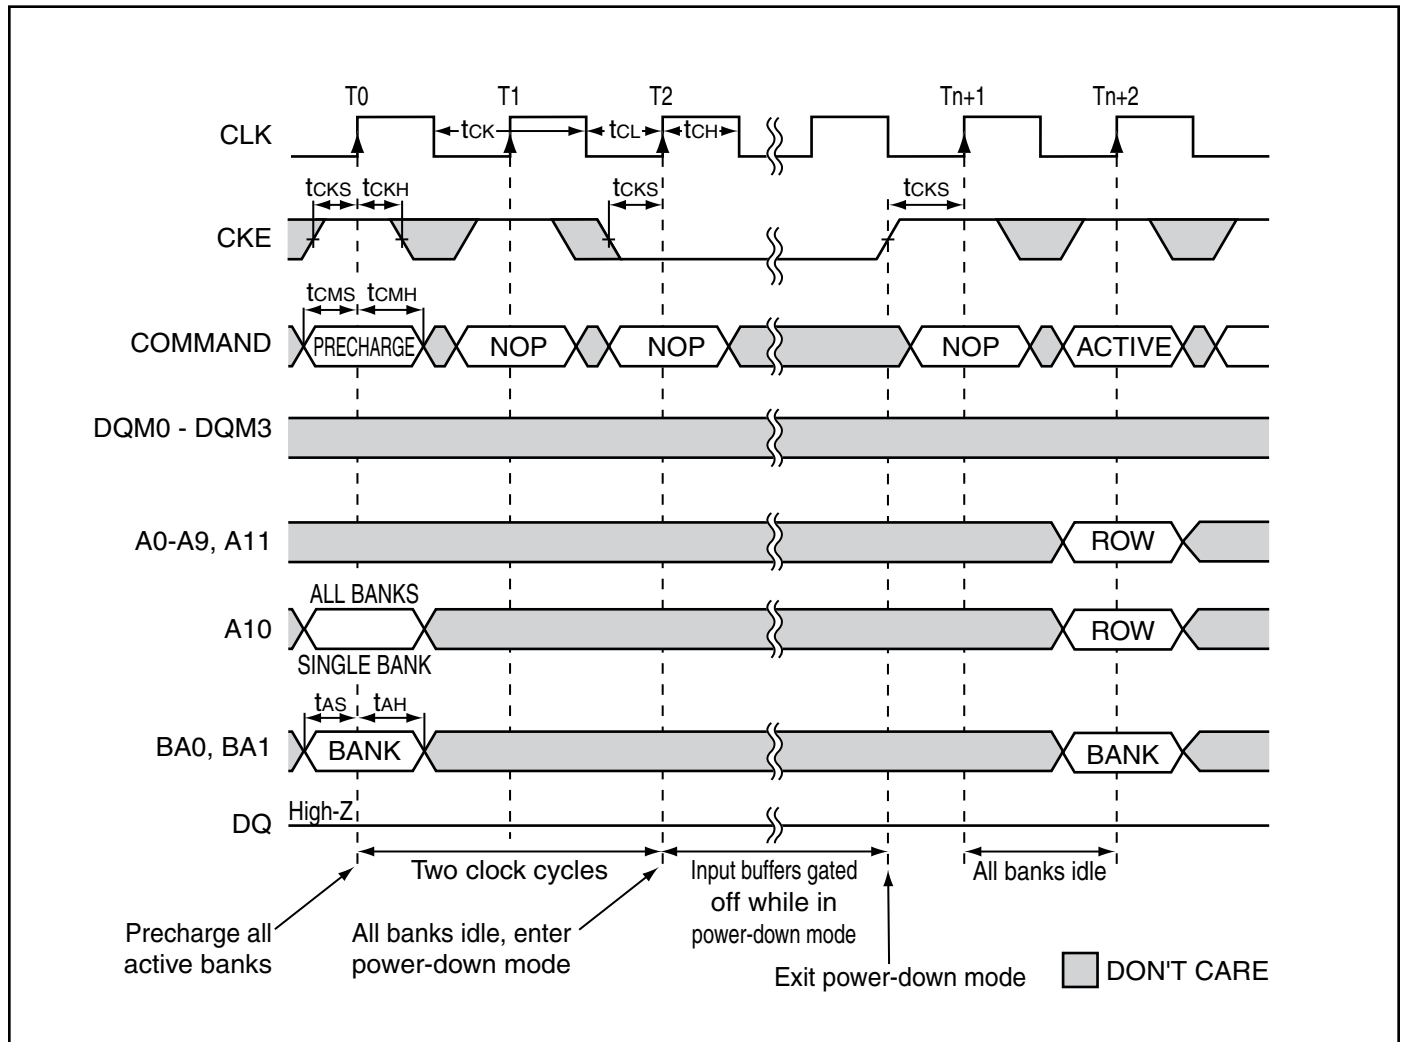 T0 T1 T2 Tn+1 Tn+2
CLK
tCK tCL tCH
tCKS tCKH tCKS tCKS
CKE
tCMS tCMH
COMMAND PRECHARGE NOP NOP NOP ACTIVE
DQM0 - DQM3
A0-A9, A11 ROW
ALL BANKS
A10 ROW
SINGLE BANK
tAS tAH
BA0, BA1 BANK BANK
High-Z
DQ
Two clock cycles
Input buffers gated
off while in
power-down mode
All banks idle
Precharge all
active banks
All banks idle, enter
power-down mode
Exit power-down mode
DON'T CARE